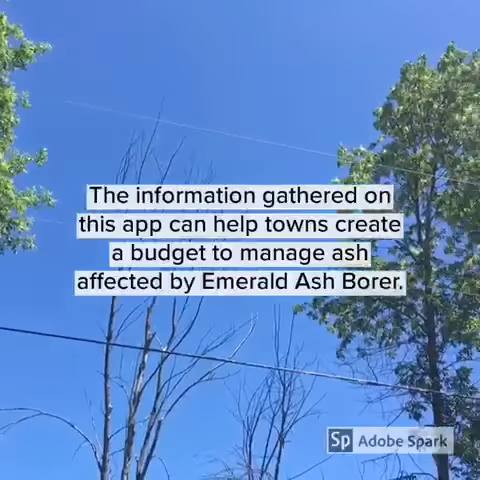 The information gathered on
this app can help towns create
a budget to manage ash
affected by Emerald Ash Borer.
Sp Adobe Spark